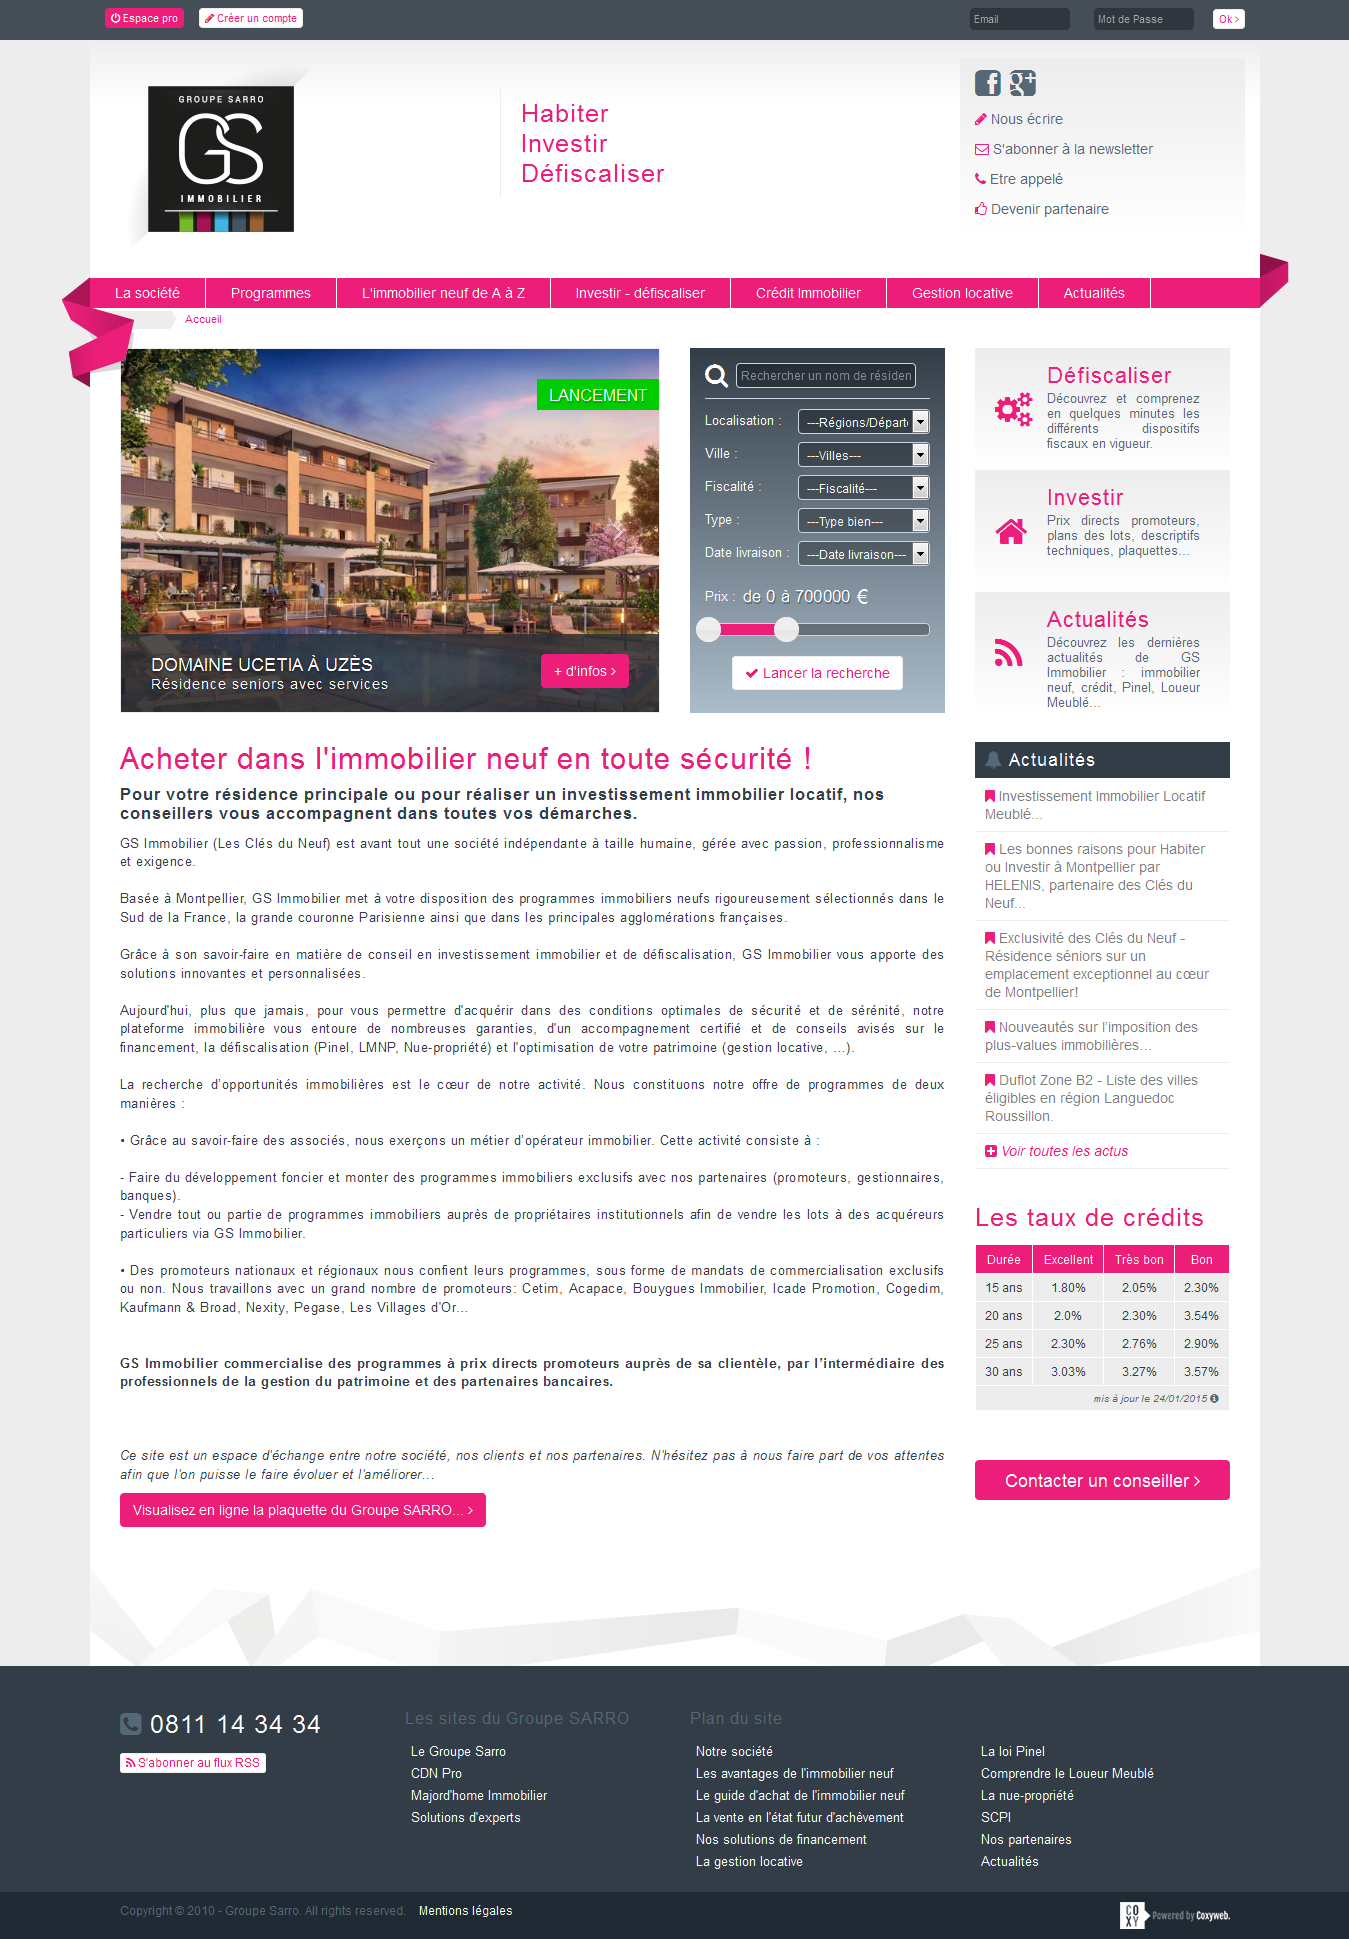 Espace pro
Créer un compte
Email
Mot de Passe
Ok
GROUPE SARRO
GS
IMMOBILIER
Habiter
Investir
Défiscaliser
Nous écrire
S'abonner à la newsletter
Etre appelé
Devenir partenaire
La société
Programmes
L'immobilier neuf de A à Z
Investir - défiscaliser
Crédit Immobilier
Gestion locative
Actualités
Accueil
LANCEMENT
DOMAINE UCETIA À UZÈS
Résidence seniors avec services
+ d'infos
Rechercher un nom de résiden
Localisation :
---Régions/Départ
Ville :
---Villes---
Fiscalité :
---Fiscalité---
Type :
---Type bien---
Date livraison :
---Date livraison---
Prix : de 0 à 700000 €
Lancer la recherche
Défiscaliser
Découvrez et comprenez
en quelques minutes les
différents dispositifs
fiscaux en vigueur.
Investir
Prix directs promoteurs,
plans des lots, descriptifs
techniques, plaquettes...
Actualités
Découvrez les dernières
actualités de GS
Immobilier : immobilier
neuf, crédit, Pinel, Loueur
Meublé...
Acheter dans l'immobilier neuf en toute sécurité !
Pour votre résidence principale ou pour réaliser un investissement immobilier locatif, nos
conseillers vous accompagnent dans toutes vos démarches.
GS Immobilier (Les Clés du Neuf) est avant tout une société indépendante à taille humaine, gérée avec passion, professionnalisme
et exigence.
Basée à Montpellier, GS Immobilier met à votre disposition des programmes immobiliers neufs rigoureusement sélectionnés dans le
Sud de la France, la grande couronne Parisienne ainsi que dans les principales agglomérations françaises.
Grâce à son savoir-faire en matière de conseil en investissement immobilier et de défiscalisation, GS Immobilier vous apporte des
solutions innovantes et personnalisées.
Aujourd'hui, plus que jamais, pour vous permettre d'acquérir dans des conditions optimales de sécurité et de sérénité, notre
plateforme immobilière vous entoure de nombreuses garanties, d'un accompagnement certifié et de conseils avisés sur le
financement, la défiscalisation (Pinel, LMNP, Nue-propriété) et l'optimisation de votre patrimoine (gestion locative, ...).
La recherche d'opportunités immobilières est le cœur de notre activité. Nous constituons notre offre de programmes de deux
manières :
• Grâce au savoir-faire des associés, nous exerçons un métier d'opérateur immobilier. Cette activité consiste à :
- Faire du développement foncier et monter des programmes immobiliers exclusifs avec nos partenaires (promoteurs, gestionnaires,
banques).
- Vendre tout ou partie de programmes immobiliers auprès de propriétaires institutionnels afin de vendre les lots à des acquéreurs
particuliers via GS Immobilier.
• Des promoteurs nationaux et régionaux nous confient leurs programmes, sous forme de mandats de commercialisation exclusifs
ou non. Nous travaillons avec un grand nombre de promoteurs: Cetim, Acapace, Bouygues Immobilier, Icade Promotion, Cogedim,
Kaufmann & Broad, Nexity, Pegase, Les Villages d'Or...
GS Immobilier commercialise des programmes à prix directs promoteurs auprès de sa clientèle, par l'intermédiaire des
professionnels de la gestion du patrimoine et des partenaires bancaires.
Ce site est un espace d'échange entre notre société, nos clients et nos partenaires. N'hésitez pas à nous faire part de vos attentes
afin que l'on puisse le faire évoluer et l'améliorer...
Visualisez en ligne la plaquette du Groupe SARRO...
Actualités
Investissement Immobilier Locatif
Meublé...
Les bonnes raisons pour Habiter
ou Investir à Montpellier par
HELENIS, partenaire des Clés du
Neuf...
Exclusivité des Clés du Neuf -
Résidence séniors sur un
emplacement exceptionnel au cœur
de Montpellier!
Nouveautés sur l'imposition des
plus-values immobilières...
Duflot Zone B2 - Liste des villes
éligibles en région Languedoc
Roussillon.
Voir toutes les actus
Les taux de crédits
Durée Excellent Très bon Bon
15 ans 1.80% 2.05% 2.30%
20 ans 2.0% 2.30% 3.54%
25 ans 2.30% 2.76% 2.90%
30 ans 3.03% 3.27% 3.57%
mis à jour le 24/01/2015
Contacter un conseiller
0811 14 34 34
S'abonner au flux RSS
Les sites du Groupe SARRO
Le Groupe Sarro
CDN Pro
Majord'home Immobilier
Solutions d'experts
Plan du site
Notre société
Les avantages de l'immobilier neuf
Le guide d'achat de l'immobilier neuf
La vente en l'état futur d'achèvement
Nos solutions de financement
La gestion locative
La loi Pinel
Comprendre le Loueur Meublé
La nue-propriété
SCPI
Nos partenaires
Actualités
Copyright © 2010 - Groupe Sarro. All rights reserved. Mentions légales
COXY Powered by Coxyweb.